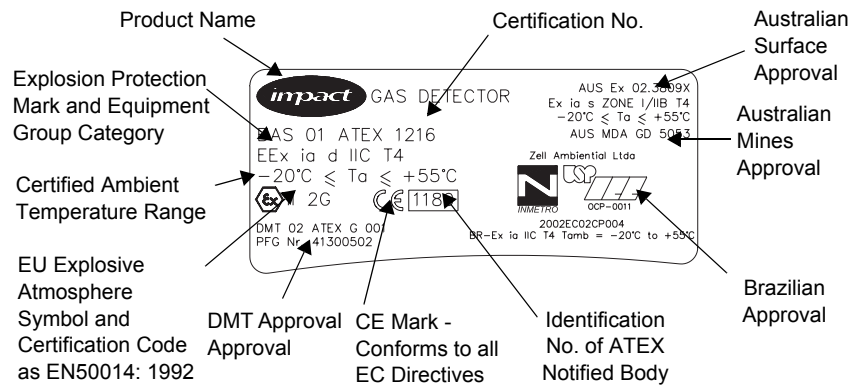 Product Name
Certification No.
Australian
Surface
Approval
Explosion Protection
Mark and Equipment
Group Category
Australian
Mines
Approval
Certified Ambient
Temperature Range
EU Explosive
Atmosphere
Symbol and
Certification Code
as EN50014: 1992
DMT Approval
Approval
CE Mark -
Conforms to all
EC Directives
Identification
No. of ATEX
Notified Body
Brazilian
Approval
impact GAS DETECTOR
01 ATEX 1216
EEx ia d IIC T4
-20°C ≤ Ta ≤ +55°C
Ex 2G CE
DMT 02 ATEX G 001
PFG Nr. 41300502
AUS Ex 02.3809X
Ex ia s ZONE I/IIB T4
-20°C ≤ Ta ≤ +55°C
AUS MDA GD 5053
Zell Ambiential Ltda
N
INMETRO
OCP-0011
2002EC02CP004
BR-Ex ia IIC T4 Tamb = -20°C to +55°C